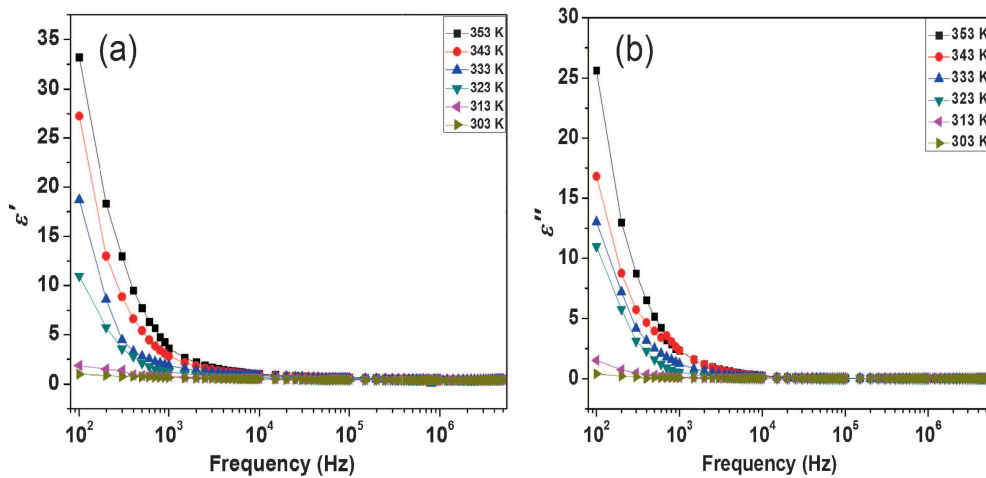 (a)
353 K
343 K
333 K
323 K
313 K
303 K
35
30
25
20
15
10
5
0
ε′
10² 10³ 10⁴ 10⁵ 10⁶
Frequency (Hz)
(b)
353 K
343 K
333 K
323 K
313 K
303 K
30
25
20
15
10
5
0
ε″
10² 10³ 10⁴ 10⁵ 10⁶
Frequency (Hz)